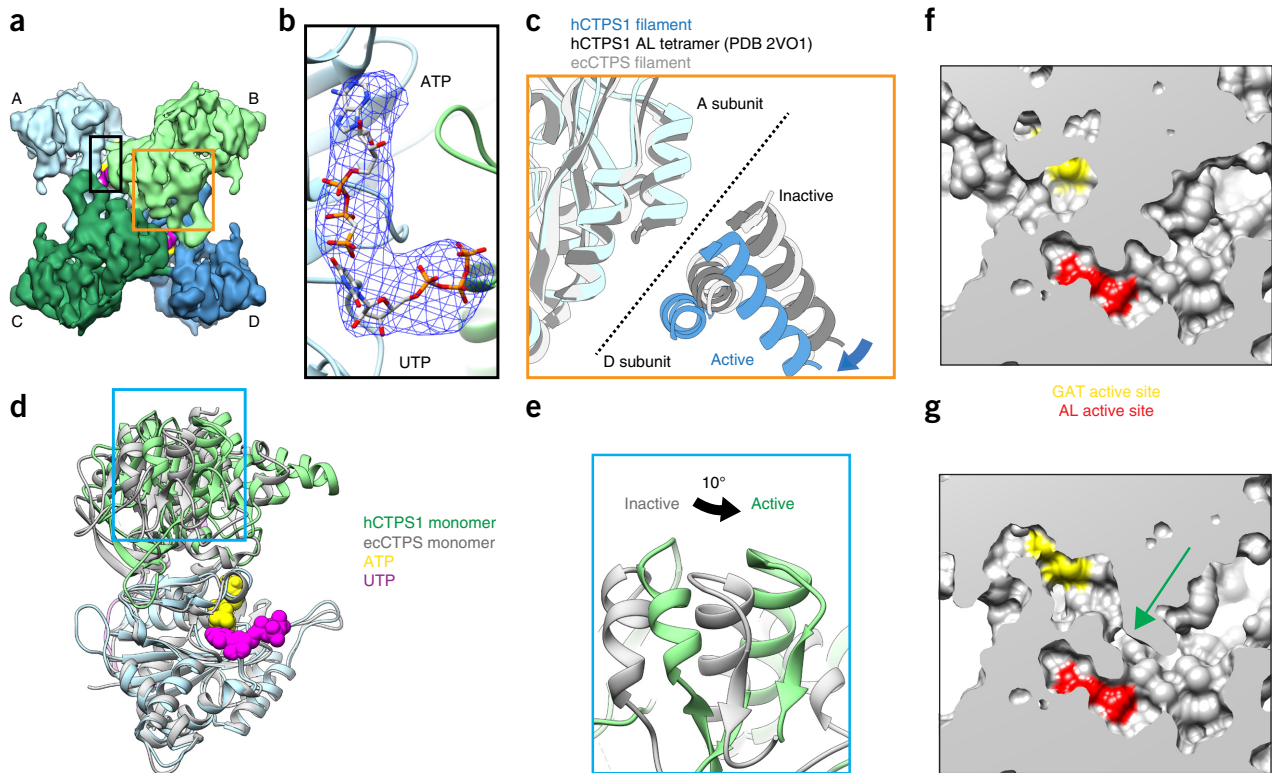 a
A
B
C
D
b
ATP
UTP
c
hCTPS1 filament
hCTPS1 AL tetramer (PDB 2VO1)
ecCTPS filament
A subunit
Inactive
D subunit
Active
f
d
hCTPS1 monomer
ecCTPS monomer
ATP
UTP
e
10°
Inactive
Active
GAT active site
AL active site
g